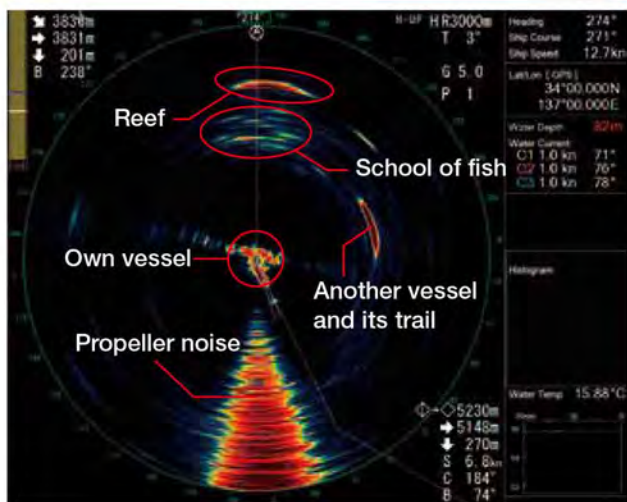 3830m
3831m
201m
B 238°
274°
HR3000m
T 3°
G 5.0
P 1
Heading 274°
Ship Course 271°
Ship Speed 12.7kn
Lat/Lon [GPS]
34°00.000N
137°00.000E
Water Depth 82m
Water Current
C1 1.0 kn 71°
C2 1.0 kn 76°
C3 1.0 kn 78°
Reef
School of fish
Own vessel
Another vessel
and its trail
Propeller noise
Histogram
Water Temp 15.88°C
5230m
5148m
270m
S 6.8kn
C 184°
B 74°